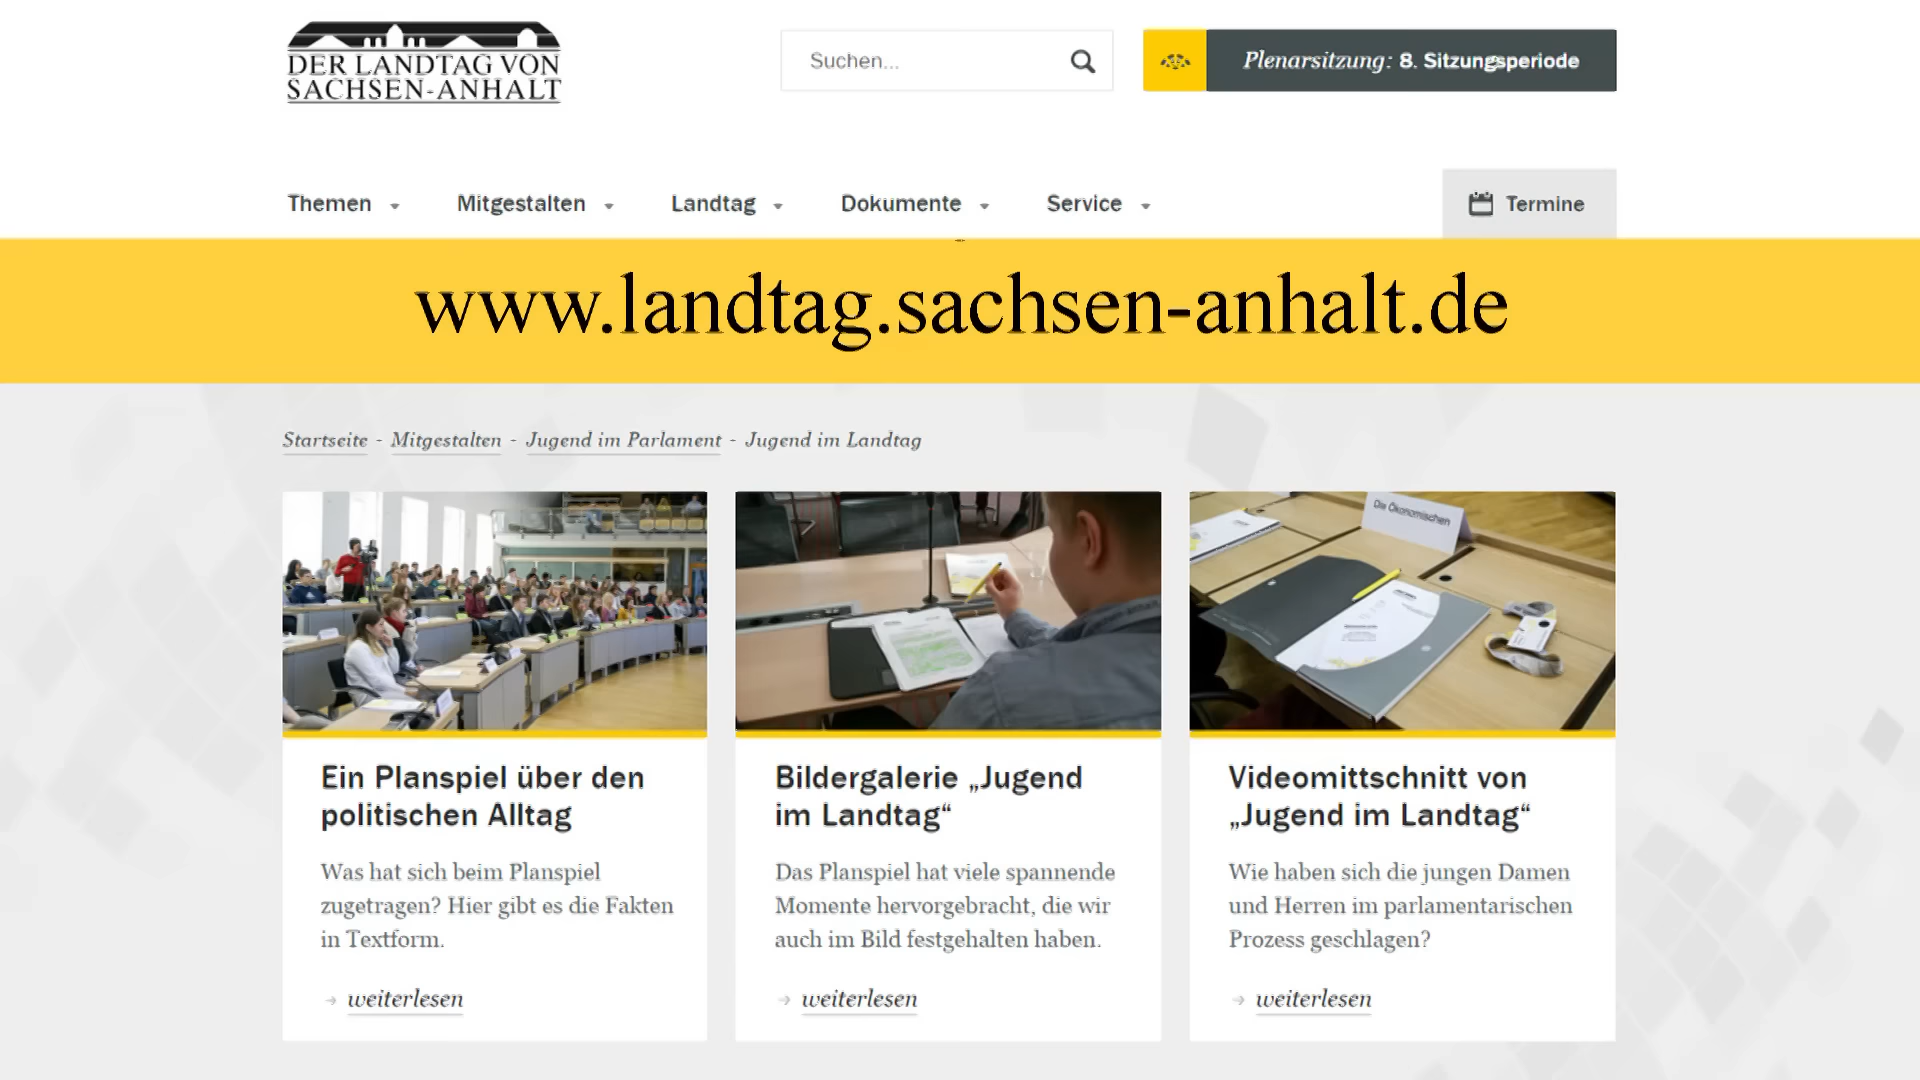 DER LANDTAG VON
SACHSEN-ANHALT
Suchen...
Plenarsitzung: 8. Sitzungsperiode
Themen
Mitgestalten
Landtag
Dokumente
Service
Termine
www.landtag.sachsen-anhalt.de
Startseite - Mitgestalten - Jugend im Parlament - Jugend im Landtag
Die Ökonomischen
Ein Planspiel über den
politischen Alltag
Was hat sich beim Planspiel
zugetragen? Hier gibt es die Fakten
in Textform.
weiterlesen
Bildergalerie „Jugend
im Landtag“
Das Planspiel hat viele spannende
Momente hervorgebracht, die wir
auch im Bild festgehalten haben.
weiterlesen
Videomittschnitt von
„Jugend im Landtag“
Wie haben sich die jungen Damen
und Herren im parlamentarischen
Prozess geschlagen?
weiterlesen